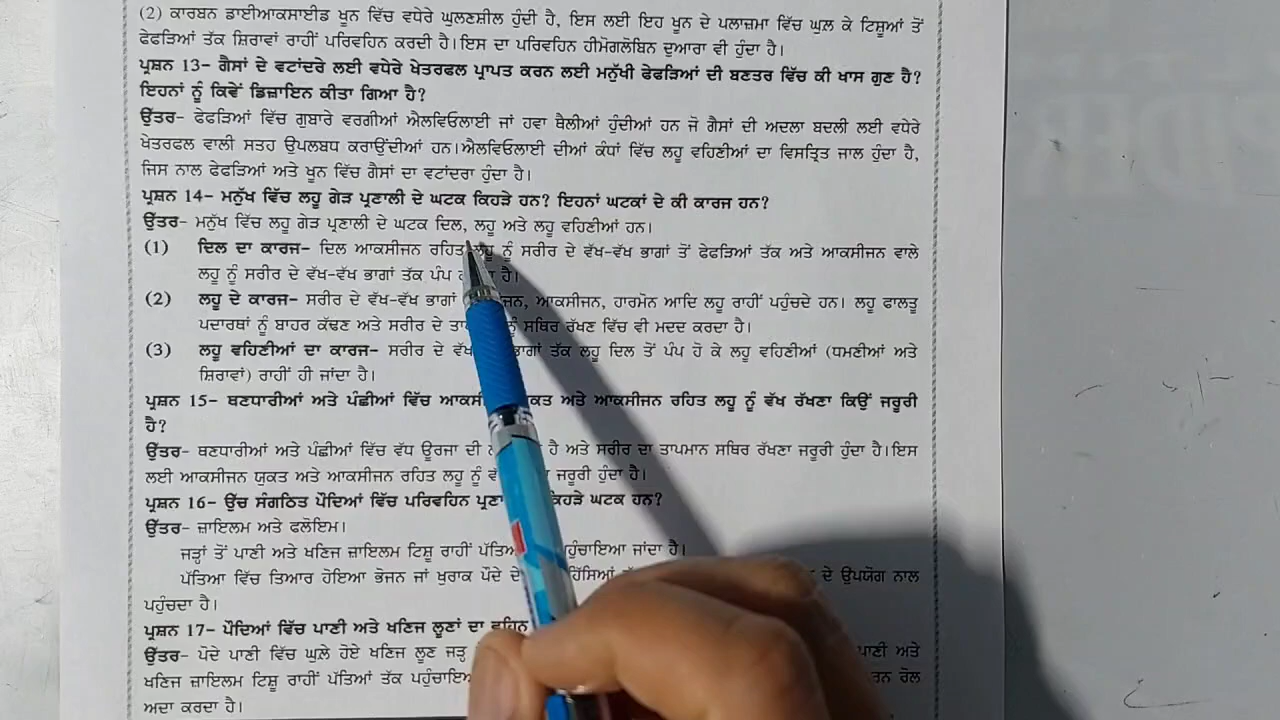 (2) ਕਾਰਬਨ ਡਾਈਆਕਸਾਈਡ ਖੂਨ ਵਿੱਚ ਵਧੇਰੇ ਘੁਲਣਸ਼ੀਲ ਹੁੰਦੀ ਹੈ, ਇਸ ਲਈ ਇਹ ਖੂਨ ਦੇ ਪਲਾਜ਼ਮਾ ਵਿੱਚ ਘੁਲ਼ ਕੇ ਟਿਸ਼ੂਆਂ ਤੋਂ
ਫੇਫੜਿਆਂ ਤੱਕ ਸ਼ਿਰਾਵਾਂ ਰਾਹੀਂ ਪਰਿਵਹਿਨ ਕਰਦੀ ਹੈ। ਇਸ ਦਾ ਪਰਿਵਹਿਨ ਹੀਮੋਗਲੋਬਿਨ ਦੁਆਰਾ ਵੀ ਹੁੰਦਾ ਹੈ।
ਪ੍ਰਸ਼ਨ 13- ਗੈਸਾਂ ਦੇ ਵਟਾਂਦਰੇ ਲਈ ਵਧੇਰੇ ਖੇਤਰਫਲ ਪ੍ਰਾਪਤ ਕਰਨ ਲਈ ਮਨੁੱਖੀ ਫੇਫੜਿਆਂ ਦੀ ਬਣਤਰ ਵਿੱਚ ਕੀ ਖਾਸ ਗੁਣ ਹੈ?
ਇਹਨਾਂ ਨੂੰ ਕਿਵੇਂ ਡਿਜ਼ਾਇਨ ਕੀਤਾ ਗਿਆ ਹੈ?
ਉੱਤਰ- ਫੇਫੜਿਆਂ ਵਿੱਚ ਗੁਬਾਰੇ ਵਰਗੀਆਂ ਐਲਵਿਓਲਾਈ ਜਾਂ ਹਵਾ ਥੈਲੀਆਂ ਹੁੰਦੀਆਂ ਹਨ ਜੋ ਗੈਸਾਂ ਦੀ ਅਦਲਾ ਬਦਲੀ ਲਈ ਵਧੇਰੇ
ਖੇਤਰਫਲ ਵਾਲੀ ਸਤਹ ਉਪਲਬਧ ਕਰਾਉਂਦੀਆਂ ਹਨ। ਐਲਵਿਓਲਾਈ ਦੀਆਂ ਕੰਧਾਂ ਵਿੱਚ ਲਹੂ ਵਹਿਣੀਆਂ ਦਾ ਵਿਸਤ੍ਰਿਤ ਜਾਲ ਹੁੰਦਾ ਹੈ,
ਜਿਸ ਨਾਲ ਫੇਫੜਿਆਂ ਅਤੇ ਖੂਨ ਵਿੱਚ ਗੈਸਾਂ ਦਾ ਵਟਾਂਦਰਾ ਹੁੰਦਾ ਹੈ।
ਪ੍ਰਸ਼ਨ 14- ਮਨੁੱਖ ਵਿੱਚ ਲਹੂ ਗੇੜ ਪ੍ਰਣਾਲੀ ਦੇ ਘਟਕ ਕਿਹੜੇ ਹਨ? ਇਹਨਾਂ ਘਟਕਾਂ ਦੇ ਕੀ ਕਾਰਜ ਹਨ?
ਉੱਤਰ- ਮਨੁੱਖ ਵਿੱਚ ਲਹੂ ਗੇੜ ਪ੍ਰਣਾਲੀ ਦੇ ਘਟਕ ਦਿਲ, ਲਹੂ ਅਤੇ ਲਹੂ ਵਹਿਣੀਆਂ ਹਨ।
(1) ਦਿਲ ਦਾ ਕਾਰਜ- ਦਿਲ ਆਕਸੀਜਨ ਰਹਿਤ ਲਹੂ ਨੂੰ ਸਰੀਰ ਦੇ ਵੱਖ-ਵੱਖ ਭਾਗਾਂ ਤੋਂ ਫੇਫੜਿਆਂ ਤੱਕ ਅਤੇ ਆਕਸੀਜਨ ਵਾਲੇ
ਲਹੂ ਨੂੰ ਸਰੀਰ ਦੇ ਵੱਖ-ਵੱਖ ਭਾਗਾਂ ਤੱਕ ਪੰਪ ਹੈ।
(2) ਲਹੂ ਦੇ ਕਾਰਜ- ਸਰੀਰ ਦੇ ਵੱਖ-ਵੱਖ ਭਾਗਾਂ ਆਕਸੀਜਨ, ਹਾਰਮੋਨ ਆਦਿ ਲਹੂ ਰਾਹੀਂ ਪਹੁੰਚਦੇ ਹਨ। ਲਹੂ ਫਾਲਤੂ
ਪਦਾਰਥਾਂ ਨੂੰ ਬਾਹਰ ਕੱਢਣ ਅਤੇ ਸਰੀਰ ਦੇ ਨੂੰ ਸਥਿਰ ਰੱਖਣ ਵਿੱਚ ਵੀ ਮਦਦ ਕਰਦਾ ਹੈ।
(3) ਲਹੂ ਵਹਿਣੀਆਂ ਦਾ ਕਾਰਜ- ਸਰੀਰ ਦੇ ਭਾਗਾਂ ਤੱਕ ਲਹੂ ਦਿਲ ਤੋਂ ਪੰਪ ਹੋ ਕੇ ਲਹੂ ਵਹਿਣੀਆਂ (ਧਮਣੀਆਂ ਅਤੇ
ਸ਼ਿਰਾਵਾਂ) ਰਾਹੀਂ ਹੀ ਜਾਂਦਾ ਹੈ।
ਪ੍ਰਸ਼ਨ 15- ਥਣਧਾਰੀਆਂ ਅਤੇ ਪੰਛੀਆਂ ਵਿੱਚ ਅਤੇ ਆਕਸੀਜਨ ਰਹਿਤ ਲਹੂ ਨੂੰ ਵੱਖ ਰੱਖਣਾ ਕਿਉਂ ਜਰੂਰੀ
ਹੈ?
ਉੱਤਰ- ਥਣਧਾਰੀਆਂ ਅਤੇ ਪੰਛੀਆਂ ਵਿੱਚ ਵੱਧ ਊਰਜਾ ਦੀ ਹੈ ਅਤੇ ਸਰੀਰ ਦਾ ਤਾਪਮਾਨ ਸਥਿਰ ਰੱਖਣਾ ਜਰੂਰੀ ਹੁੰਦਾ ਹੈ। ਇਸ
ਲਈ ਆਕਸੀਜਨ ਯੁਕਤ ਅਤੇ ਆਕਸੀਜਨ ਰਹਿਤ ਲਹੂ ਨੂੰ ਜਰੂਰੀ ਹੁੰਦਾ ਹੈ।
ਪ੍ਰਸ਼ਨ 16- ਉੱਚ ਸੰਗਠਿਤ ਪੌਦਿਆਂ ਵਿੱਚ ਪਰਿਵਹਿਨ ਕਿਹੜੇ ਘਟਕ ਹਨ?
ਉੱਤਰ- ਜ਼ਾਇਲਮ ਅਤੇ ਫਲੋਇਮ।
ਜੜ੍ਹਾਂ ਤੋਂ ਪਾਣੀ ਅਤੇ ਖਣਿਜ ਜ਼ਾਇਲਮ ਟਿਸ਼ੂ ਰਾਹੀਂ ਪਹੁੰਚਾਇਆ ਜਾਂਦਾ ਹੈ।
ਪੱਤਿਆ ਵਿੱਚ ਤਿਆਰ ਹੋਇਆ ਭੋਜਨ ਜਾਂ ਖੁਰਾਕ ਪੌਦੇ ਦੇ ਹਿੱਸਿਆਂ ਦੇ ਉਪਯੋਗ ਨਾਲ
ਪਹੁੰਚਦਾ ਹੈ।
ਪ੍ਰਸ਼ਨ 17- ਪੌਦਿਆਂ ਵਿੱਚ ਪਾਣੀ ਅਤੇ ਖਣਿਜ ਲੂਣਾਂ ਦਾ ਵਹਿਨ
ਉੱਤਰ- ਪੌਦੇ ਪਾਣੀ ਵਿੱਚ ਘੁਲੇ ਹੋਏ ਖਣਿਜ ਲੂਣ ਜੜ੍ਹ ਪਾਣੀ ਅਤੇ
ਖਣਿਜ ਜ਼ਾਇਲਮ ਟਿਸ਼ੂ ਰਾਹੀਂ ਪੱਤਿਆਂ ਤੱਕ ਰੋਲ
ਅਦਾ ਕਰਦਾ ਹੈ।